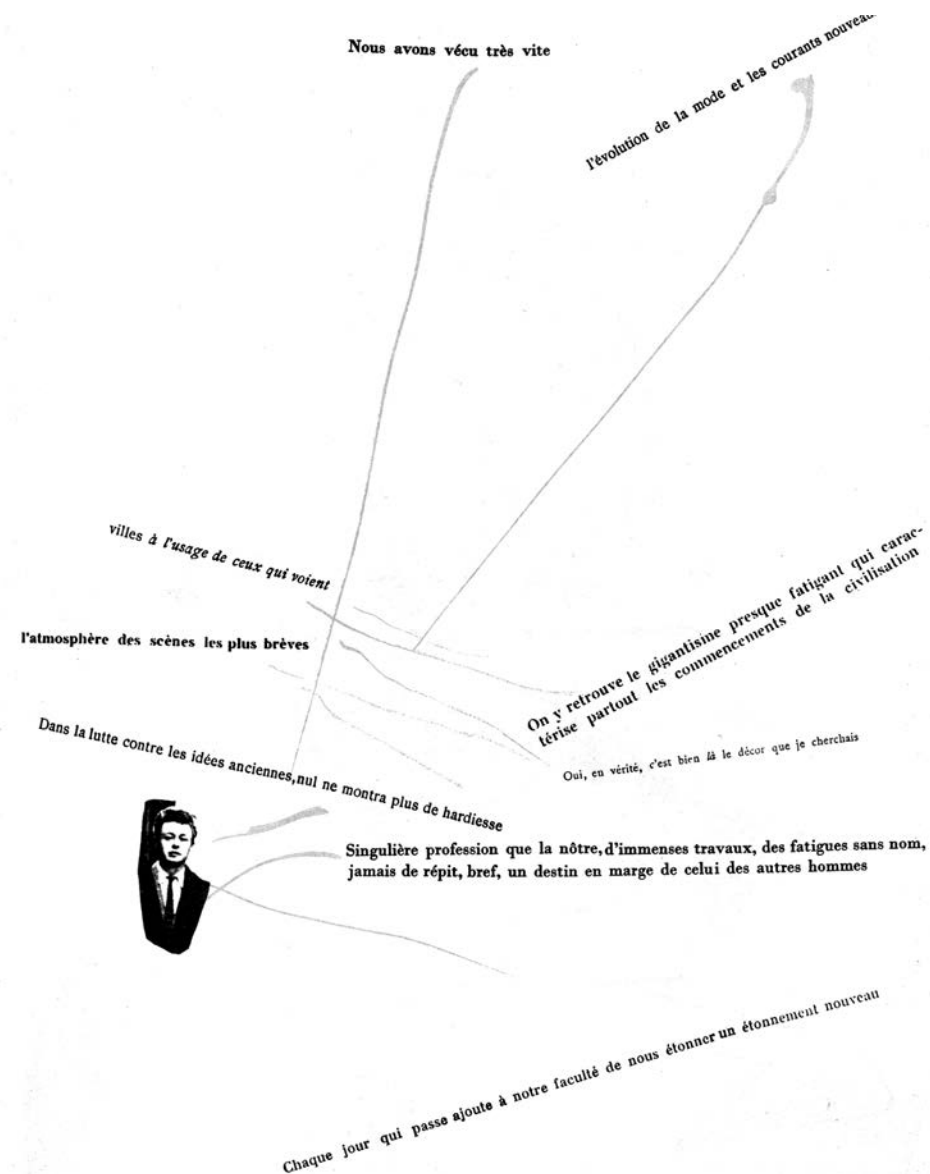 Nous avons vécu très vite
l'évolution de la mode et les courants
villes à l'usage de ceux qui voient
l'atmosphère des scènes les plus brèves
On y retrouve le gigantisine presque fatigant qui carac-
térise partout les commencements de la civilisation
Oui, en vérité, c'est bien là le décor que je cherchais
Dans la lutte contre les idées anciennes, nul ne montra plus de hardiesse
Singulière profession que la nôtre, d'immenses travaux, des fatigues sans nom,
jamais de répit, bref, un destin en marge de celui des autres hommes
Chaque jour qui passe ajoute à notre faculté de nous étonner un étonnement nouveau